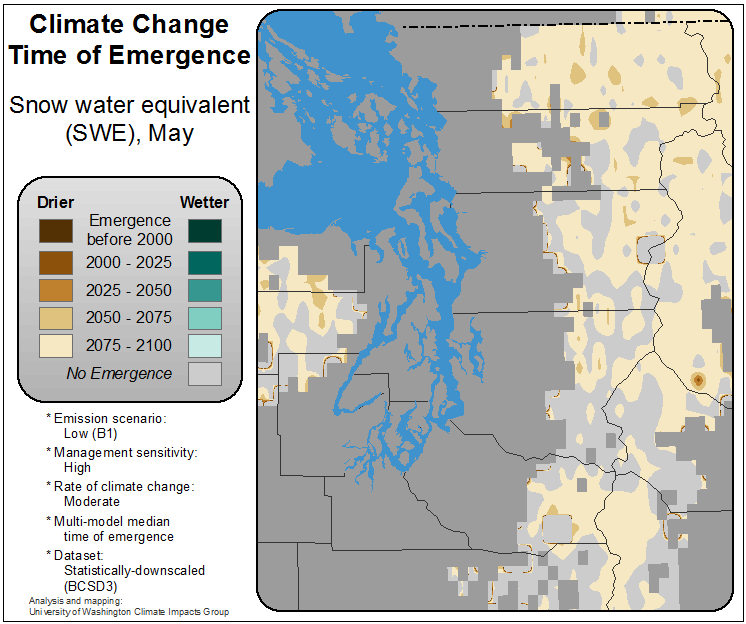 Climate Change
Time of Emergence
Snow water equivalent
(SWE), May
Drier
Wetter
Emergence
before 2000
2000 - 2025
2025 - 2050
2050 - 2075
2075 - 2100
No Emergence
* Emission scenario:
Low (B1)
* Management sensitivity:
High
* Rate of climate change:
Moderate
* Multi-model median
time of emergence
* Dataset:
Statistically-downscaled
(BCSD3)
Analysis and mapping:
University of Washington Climate Impacts Group